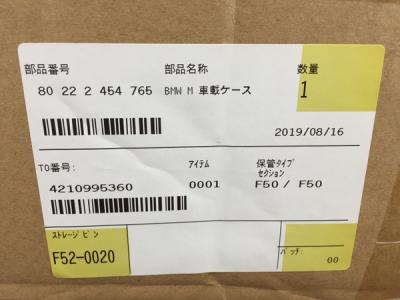 部品番号 部品名称 数量
80 22 2 454 765 BMW M 車載ケース 1
2019/08/16
TO番号: アイテム 保管タイプ
セクション
4210995360 0001 F50 / F50
ストレージ ビン
F52-0020
バッチ: 00